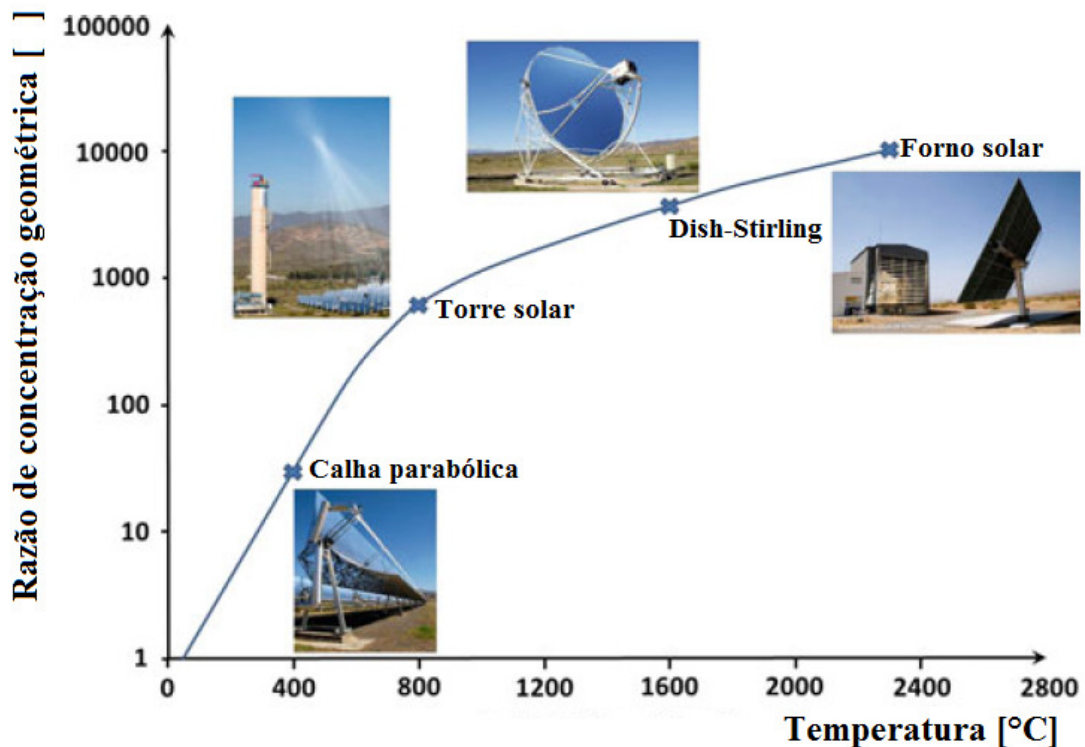 Razão de concentração geométrica [ ]
100000
10000
1000
100
10
1
Forno solar
Dish-Stirling
Torre solar
Calha parabólica
0 400 800 1200 1600 2000 2400 2800
Temperatura [°C]